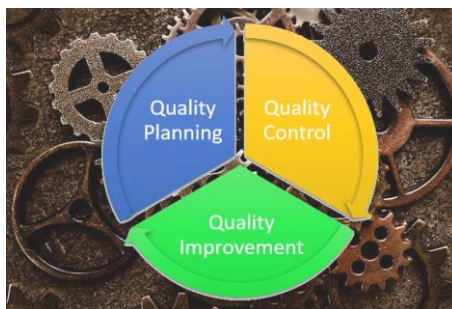 Quality
Planning
Quality
Control
Quality
Improvement